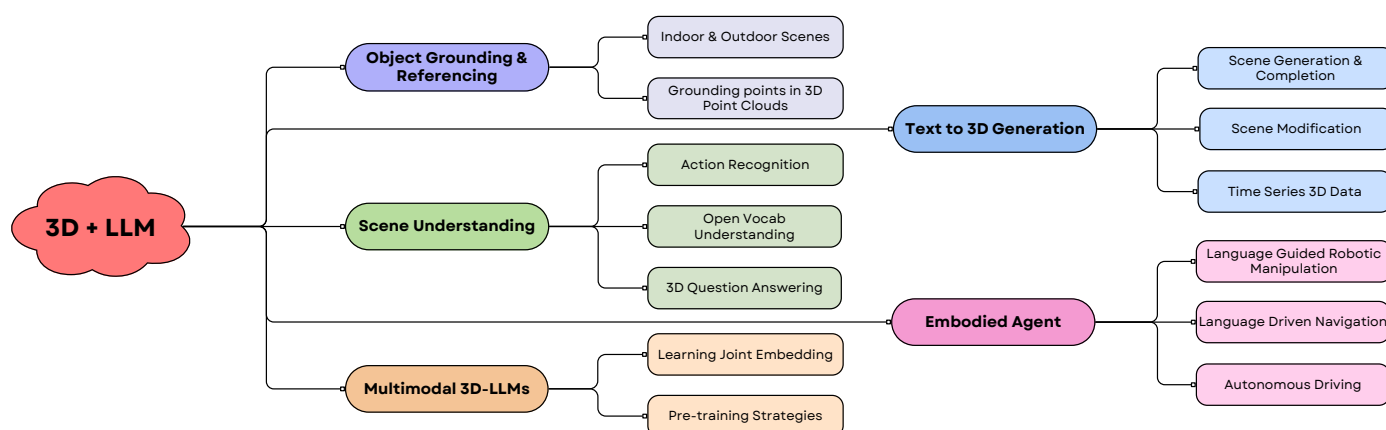 3D + LLM
Object Grounding &
Referencing
Indoor & Outdoor Scenes
Grounding points in 3D
Point Clouds
Scene Understanding
Action Recognition
Open Vocab
Understanding
3D Question Answering
Multimodal 3D-LLMs
Learning Joint Embedding
Pre-training Strategies
Text to 3D Generation
Scene Generation &
Completion
Scene Modification
Time Series 3D Data
Embodied Agent
Language Guided Robotic
Manipulation
Language Driven Navigation
Autonomous Driving